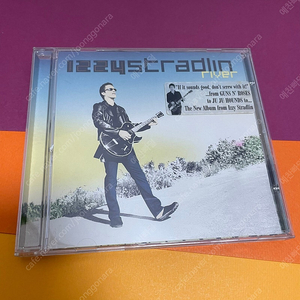 izzystradlin
river
"If it sounds good, don't screw with it!"
...from GUNS N' ROSES
to JU JU HOUNDS to...
The New Album from Izzy Stradlin